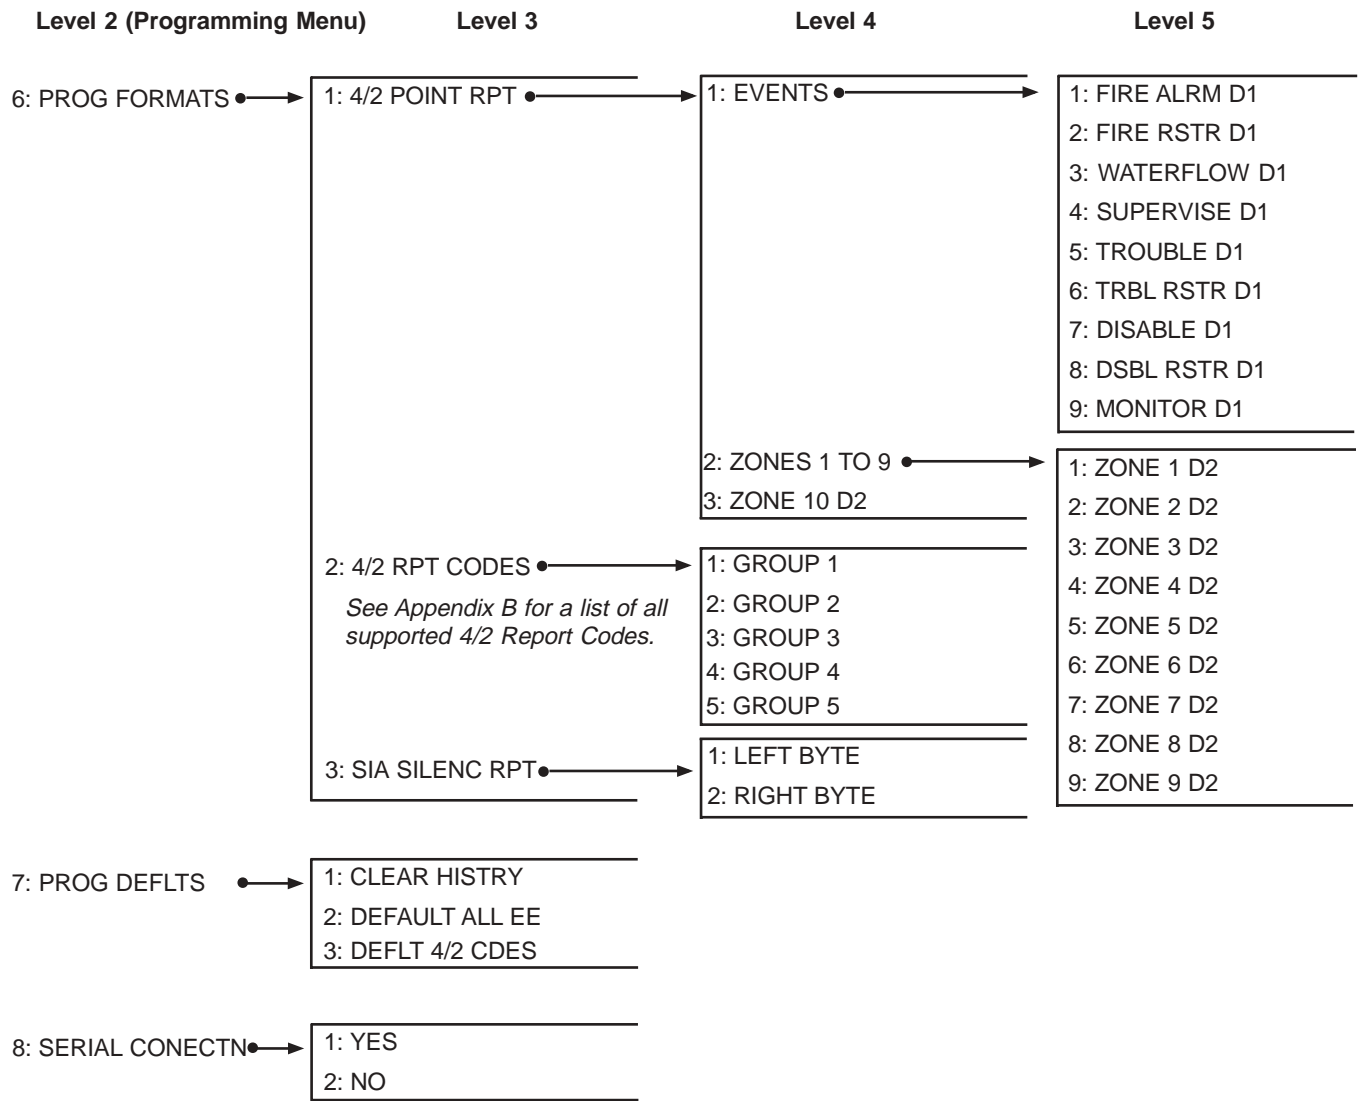 Level 2 (Programming Menu) Level 3 Level 4 Level 5
6: PROG FORMATS
1: 4/2 POINT RPT
1: EVENTS
1: FIRE ALRM D1
2: FIRE RSTR D1
3: WATERFLOW D1
4: SUPERVISE D1
5: TROUBLE D1
6: TRBL RSTR D1
7: DISABLE D1
8: DSBL RSTR D1
9: MONITOR D1
2: ZONES 1 TO 9
3: ZONE 10 D2
1: ZONE 1 D2
2: ZONE 2 D2
3: ZONE 3 D2
4: ZONE 4 D2
5: ZONE 5 D2
6: ZONE 6 D2
7: ZONE 7 D2
8: ZONE 8 D2
9: ZONE 9 D2
2: 4/2 RPT CODES
See Appendix B for a list of all
supported 4/2 Report Codes.
1: GROUP 1
2: GROUP 2
3: GROUP 3
4: GROUP 4
5: GROUP 5
3: SIA SILENC RPT
1: LEFT BYTE
2: RIGHT BYTE
7: PROG DEFLTS
1: CLEAR HISTRY
2: DEFAULT ALL EE
3: DEFLT 4/2 CDES
8: SERIAL CONECTN
1: YES
2: NO